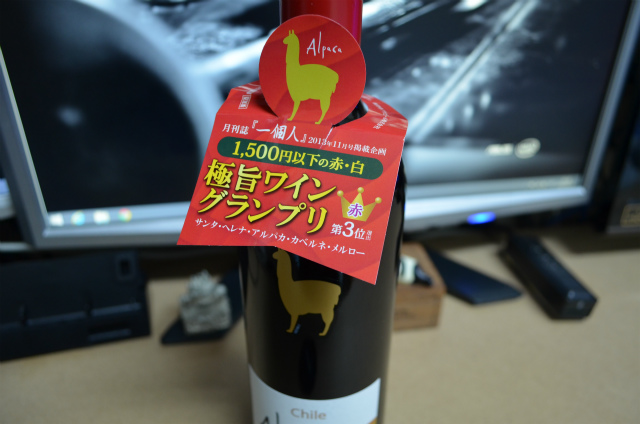 Alpaca
月刊誌『一個人』2013年11月号掲載企画
1,500円以下の赤・白
極旨ワイン
グランプリ
赤
第3位
サンタ・ヘレナ・アルパカ・カベルネ・メルロー
Chile